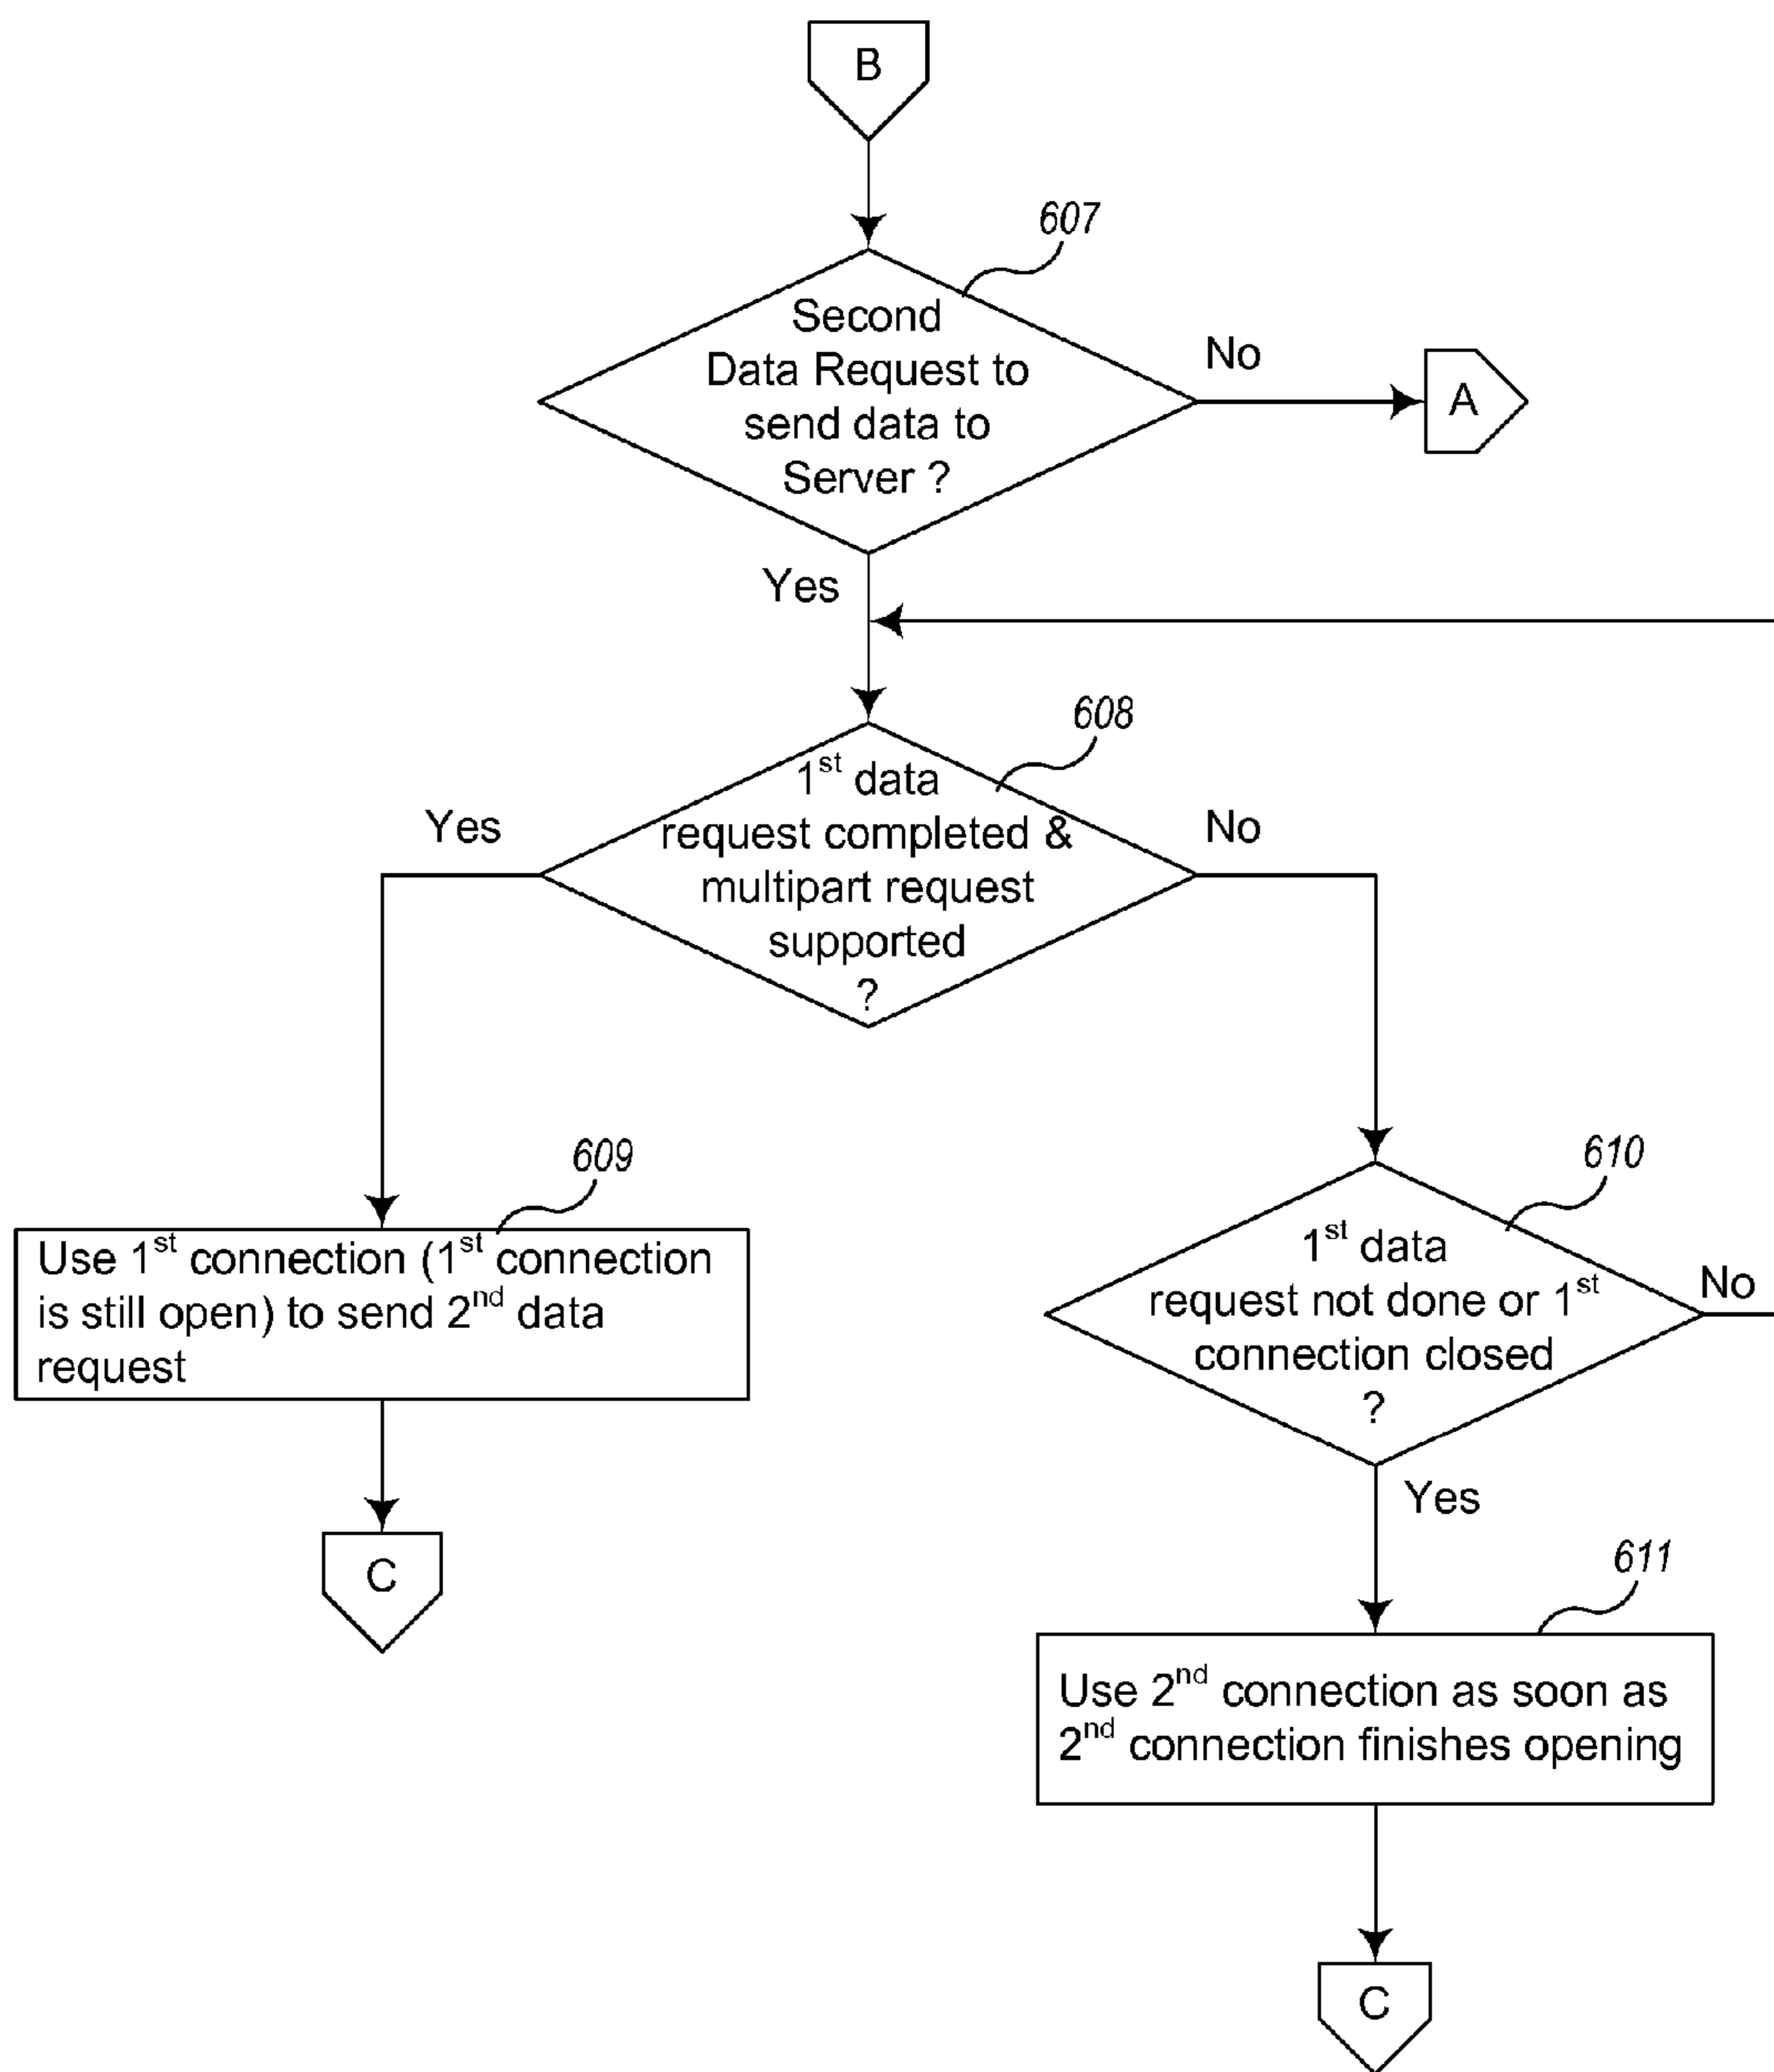 B
607
Second
Data Request to
send data to
Server ?
No
A
Yes
608
1st data
request completed &
multipart request
supported
?
Yes
No
609
Use 1st connection (1st connection
is still open) to send 2nd data
request
C
610
1st data
request not done or 1st
connection closed
?
No
Yes
611
Use 2nd connection as soon as
2nd connection finishes opening
C